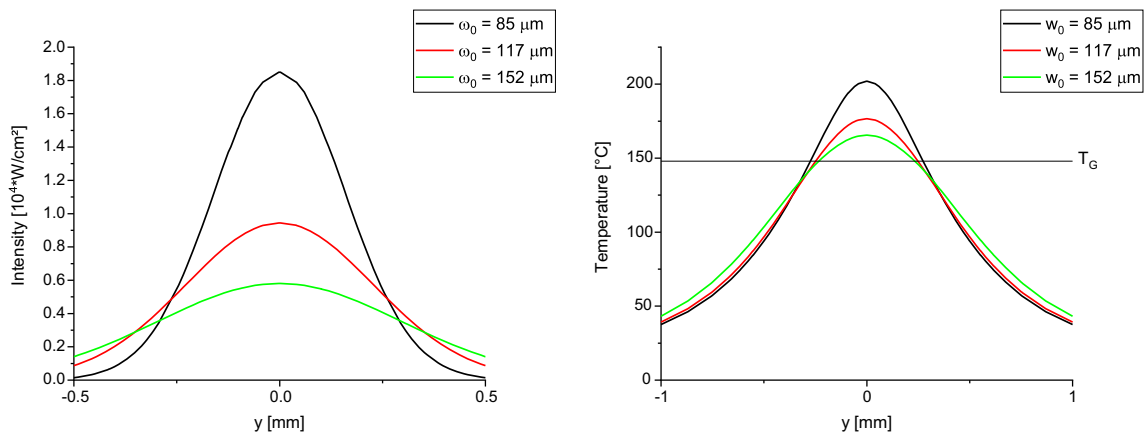 ω₀ = 85 μm
ω₀ = 117 μm
ω₀ = 152 μm
2.0
1.8
1.6
1.4
1.2
1.0
0.8
0.6
0.4
0.2
0.0
Intensity [10⁴*W/cm²]
-0.5
0.0
0.5
y [mm]
w₀ = 85 μm
w₀ = 117 μm
w₀ = 152 μm
200
150
100
50
0
Temperature [°C]
T_G
-1
0
1
y [mm]